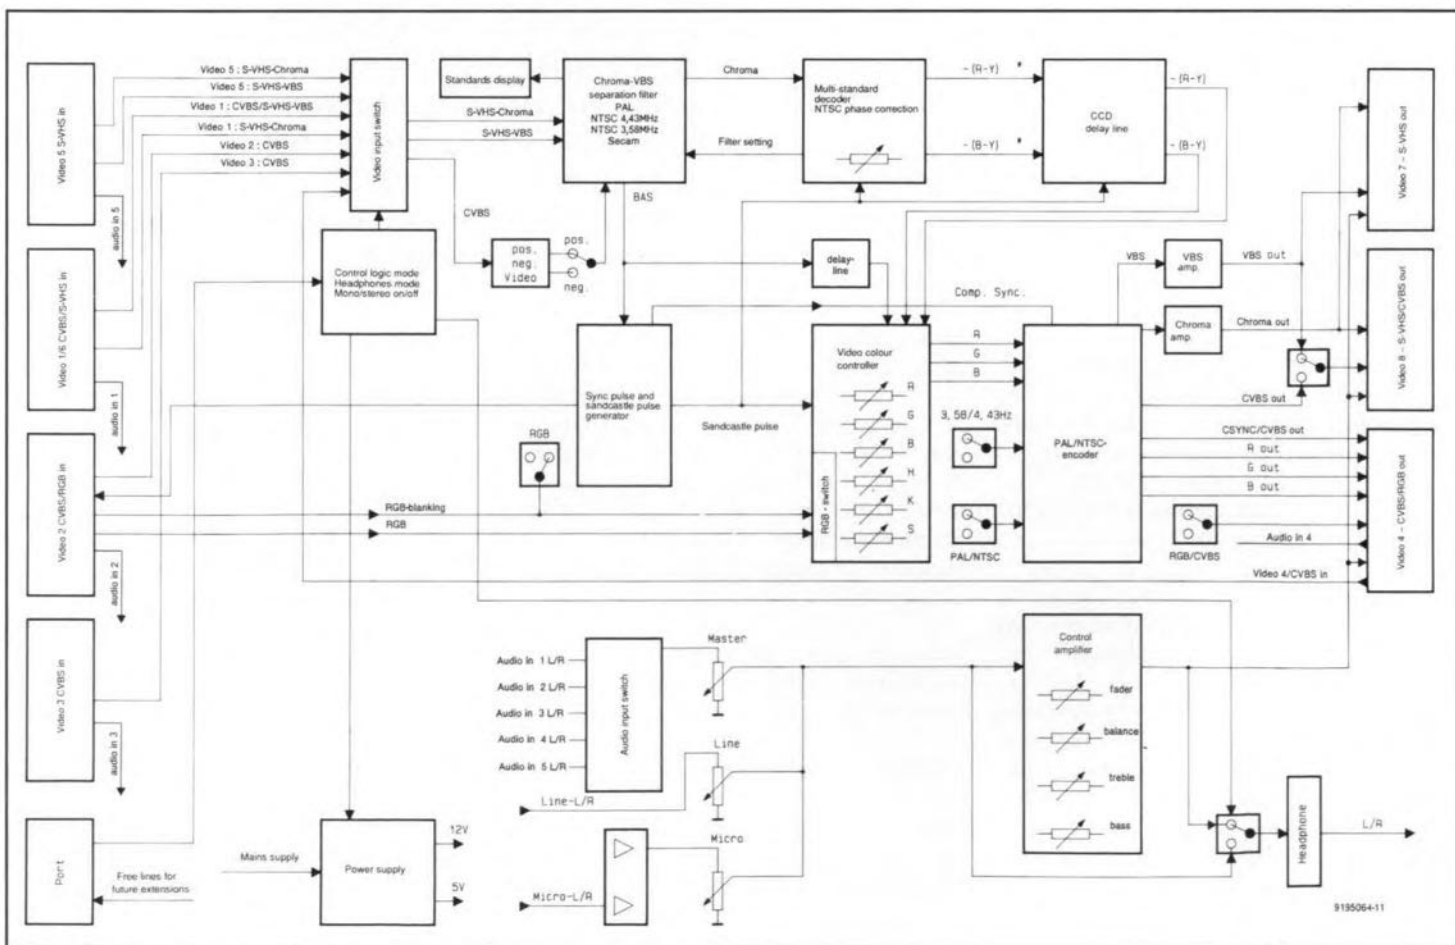 Video 5 S-VHS in
audio in 5
Video 1/6 CVBS/S-VHS in
audio in 1
Video 2 CVBS/RGB in
audio in 2
Video 3 CVBS in
audio in 3
Port
Free lines for
future extensions
Video 5 : S-VHS-Chroma
Video 5 : S-VHS-VBS
Video 1 : CVBS/S-VHS-VBS
Video 1 : S-VHS-Chroma
Video 2 : CVBS
Video 3 : CVBS
Video input switch
Control logic mode
Headphones mode
Mono/stereo on/off
Standards display
S-VHS-Chroma
S-VHS-VBS
CVBS
pos.
neg.
Video
pos.
neg.
Chroma-VBS
separation filter
PAL
NTSC 4,43MHz
NTSC 3,58MHz
Secam
BAS
Chroma
Filter setting
Multi-standard
decoder
NTSC phase correction
-(R-Y) *
-(B-Y) *
CCD
delay line
-(R-Y)
-(B-Y)
delay-
line
Comp. Sync.
Sync pulse and
sandcastle pulse
generator
Sandcastle pulse
RGB
RGB-blanking
RGB
Video colour
controller
R
G
B
H
K
S
RGB - switch
R
G
B
3, 58/4, 43Hz
PAL/NTSC
PAL/NTSC-
encoder
VBS
VBS
amp.
VBS out
Chroma
amp.
Chroma out
CVBS out
CSYNC/CVBS out
R out
G out
B out
RGB/CVBS
Audio in 4
Video 4/CVBS in
Video 7 – S-VHS out
Video 8 – S-VHS/CVBS out
Video 4 – CVBS/RGB out
Audio in 1 L/R
Audio in 2 L/R
Audio in 3 L/R
Audio in 4 L/R
Audio in 5 L/R
Audio input switch
Master
Line
Line-L/R
Micro
Micro-L/R
Control
amplifier
fader
balance
treble
bass
Headphone
L/R
Mains supply
Power supply
12V
5V
9195064-11